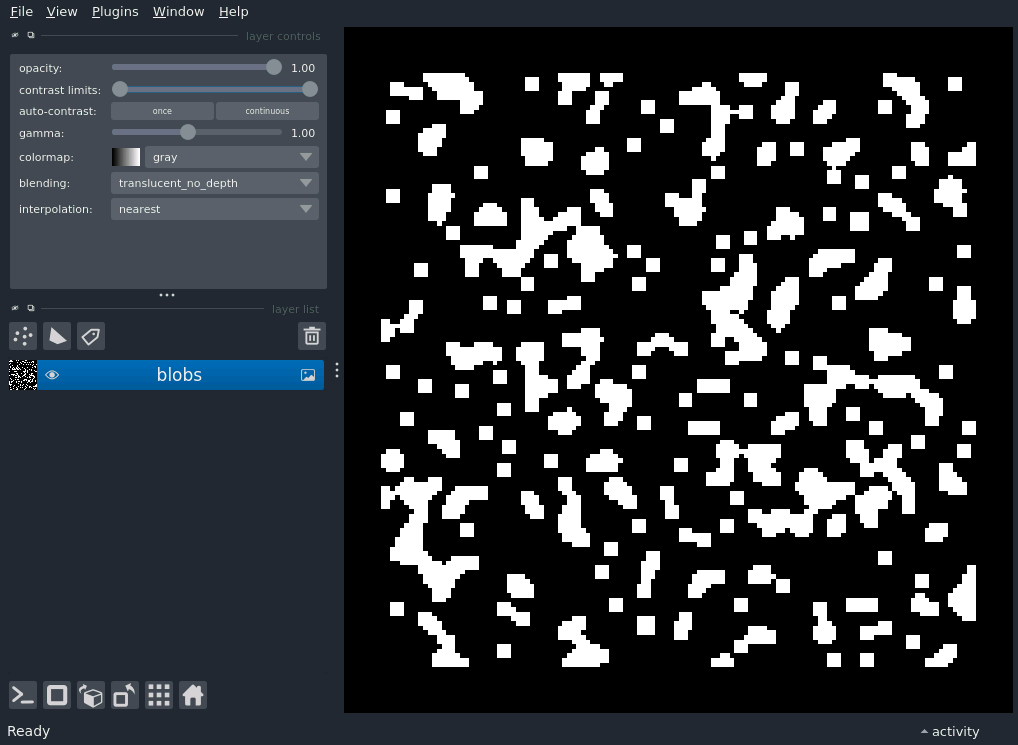 File View Plugins Window Help
layer controls
opacity: 1.00
contrast limits:
auto-contrast: once continuous
gamma: 1.00
colormap: gray
blending: translucent_no_depth
interpolation: nearest
layer list
blobs
Ready activity